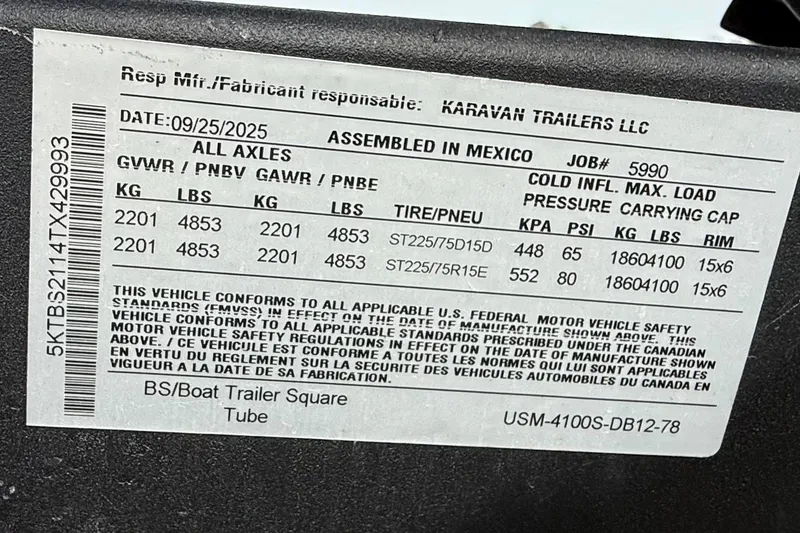 Resp Mfr./Fabricant responsable: KARAVAN TRAILERS LLC
DATE:09/25/2025 ASSEMBLED IN MEXICO JOB# 5990
ALL AXLES COLD INFL. MAX. LOAD
GVWR / PNBV GAWR / PNBE PRESSURE CARRYING CAP
KG LBS KG LBS TIRE/PNEU KPA PSI KG LBS RIM
2201 4853 2201 4853 ST225/75D15D 448 65 18604100 15x6
2201 4853 2201 4853 ST225/75R15E 552 80 18604100 15x6
THIS VEHICLE CONFORMS TO ALL APPLICABLE U.S. FEDERAL MOTOR VEHICLE SAFETY
STANDARDS (FMVSS) IN EFFECT ON THE DATE OF MANUFACTURE SHOWN ABOVE. THIS
VEHICLE CONFORMS TO ALL APPLICABLE STANDARDS PRESCRIBED UNDER THE CANADIAN
MOTOR VEHICLE SAFETY REGULATIONS IN EFFECT ON THE DATE OF MANUFACTURE SHOWN
ABOVE. / CE VEHICULE EST CONFORME A TOUTES LES NORMES QUI LUI SONT APPLICABLES
EN VERTU DU REGLEMENT SUR LA SECURITE DES VEHICULES AUTOMOBILES DU CANADA EN
VIGUEUR A LA DATE DE SA FABRICATION.
BS/Boat Trailer Square
Tube
USM-4100S-DB12-78
5KTBS2114TX429993